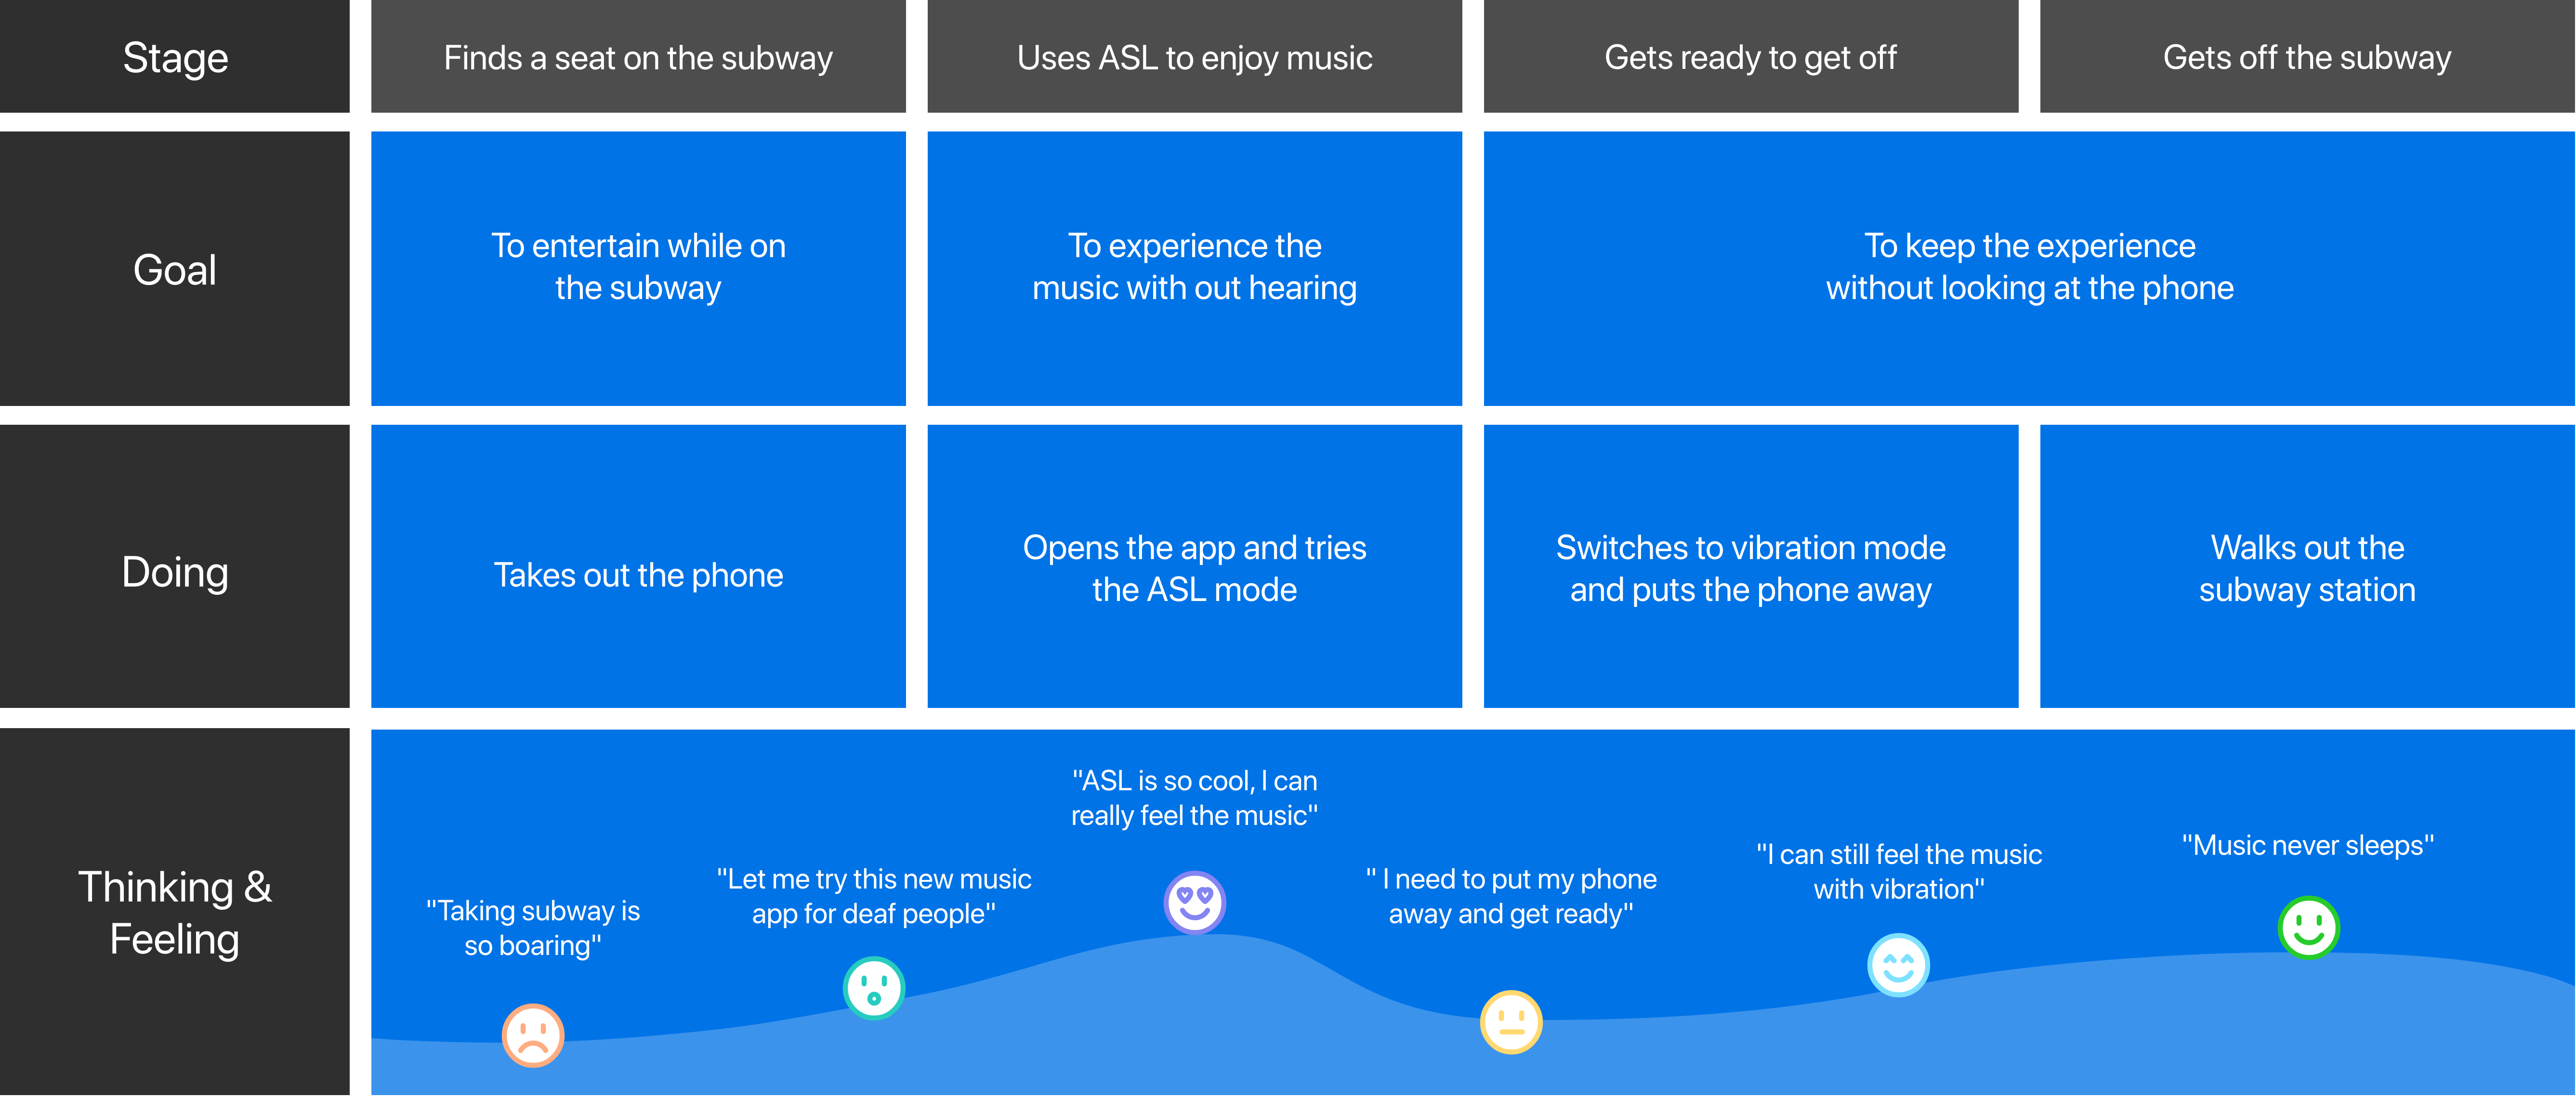 Stage
Finds a seat on the subway
Uses ASL to enjoy music
Gets ready to get off
Gets off the subway
Goal
To entertain while on
the subway
To experience the
music with out hearing
To keep the experience
without looking at the phone
Doing
Takes out the phone
Opens the app and tries
the ASL mode
Switches to vibration mode
and puts the phone away
Walks out the
subway station
Thinking &
Feeling
"Taking subway is
so boaring"
"Let me try this new music
app for deaf people"
"ASL is so cool, I can
really feel the music"
" I need to put my phone
away and get ready"
"I can still feel the music
with vibration"
"Music never sleeps"